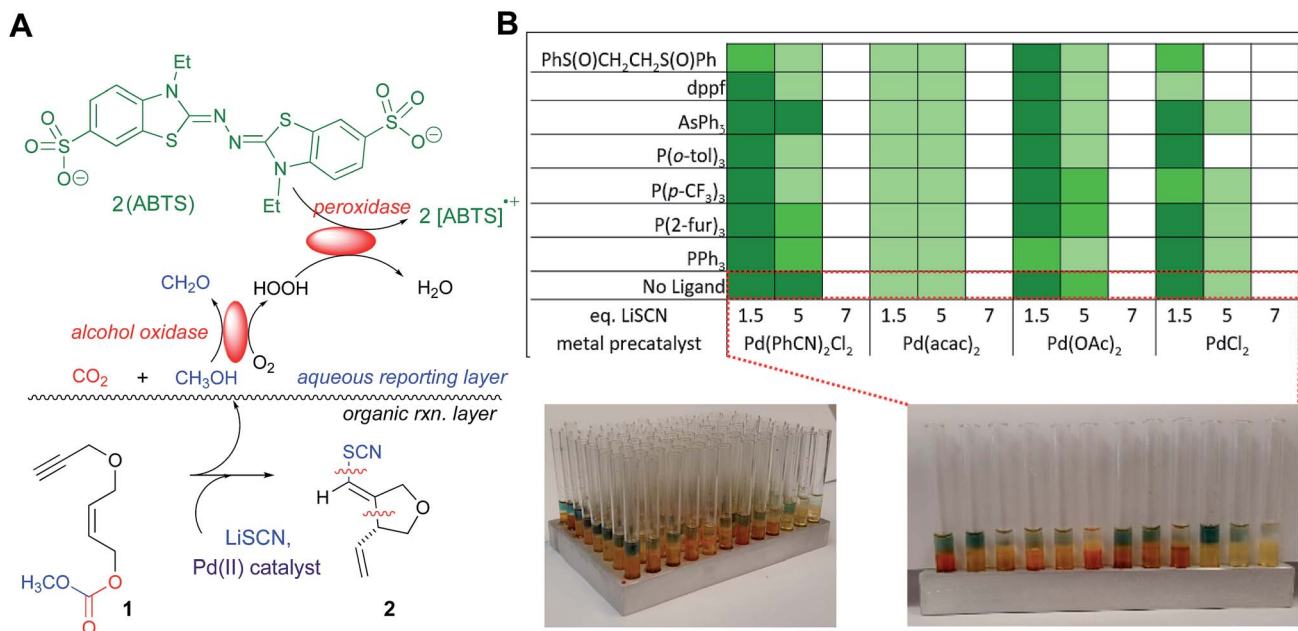 A
Et
N
S
O
O
S
O⊖
N
N
S
N
Et
O
O
S
O⊖
2(ABTS)
peroxidase
2 [ABTS]•+
CH2O
HOOH
H2O
alcohol oxidase
O2
CO2 + CH3OH
aqueous reporting layer
organic rxn. layer
O
SCN
H
O
LiSCN,
Pd(II) catalyst
H3CO
O
O
1
2
B
PhS(O)CH2CH2S(O)Ph
dppf
AsPh3
P(o-tol)3
P(p-CF3)3
P(2-fur)3
PPh3
No Ligand
eq. LiSCN 1.5 5 7 1.5 5 7 1.5 5 7 1.5 5 7
metal precatalyst Pd(PhCN)2Cl2 Pd(acac)2 Pd(OAc)2 PdCl2